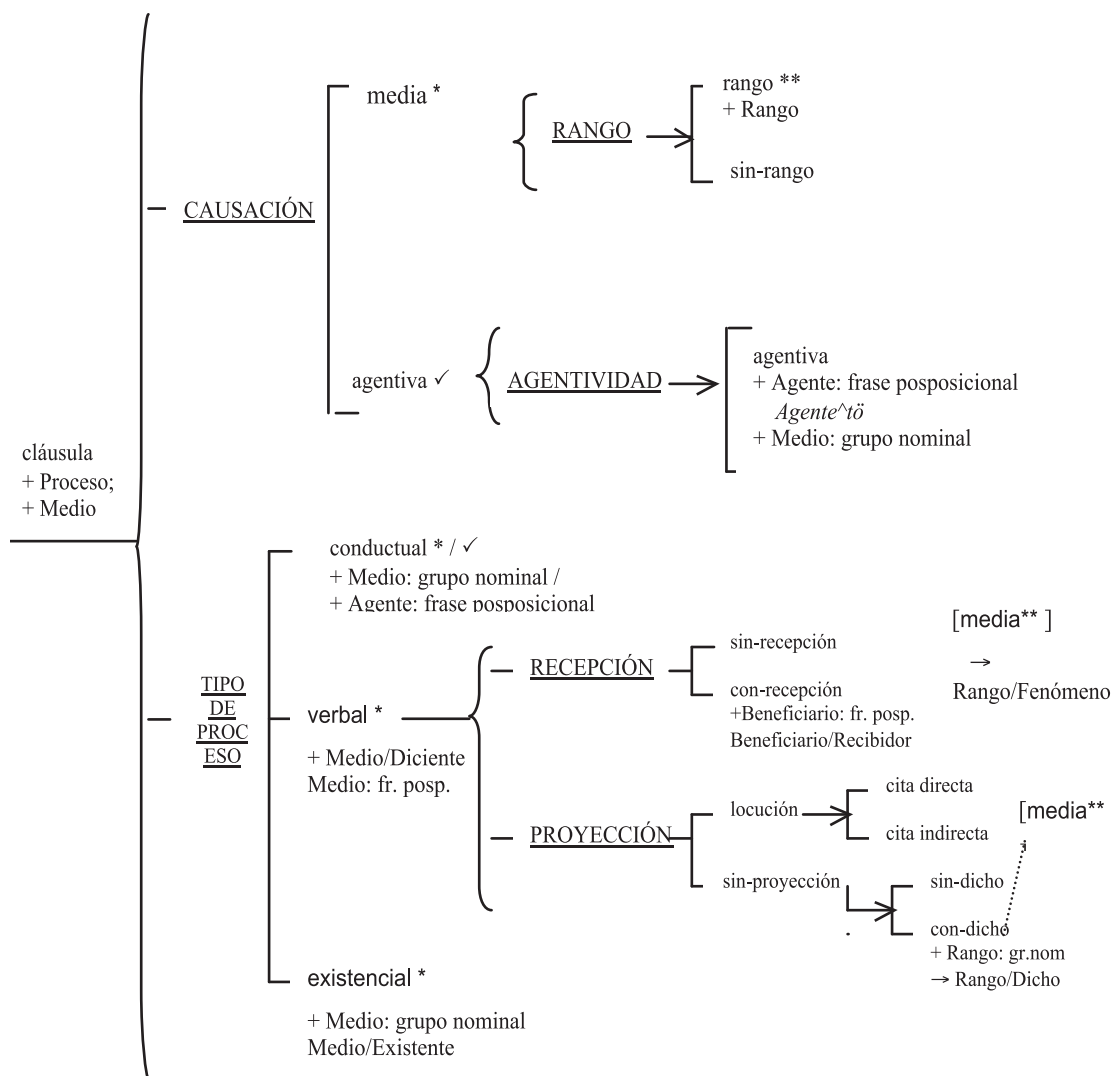 cláusula
+ Proceso;
+ Medio
CAUSACIÓN
media *
RANGO
rango **
+ Rango
sin-rango
agentiva ✓
AGENTIVIDAD
agentiva
+ Agente: frase posposicional
Agente^tö
+ Medio: grupo nominal
TIPO
DE
PROC
ESO
conductual * / ✓
+ Medio: grupo nominal /
+ Agente: frase posposicional
verbal *
+ Medio/Diciente
Medio: fr. posp.
RECEPCIÓN
sin-recepción
con-recepción
+Beneficiario: fr. posp.
Beneficiario/Recibidor
[media** ]
→
Rango/Fenómeno
PROYECCIÓN
locución
cita directa
cita indirecta
[media**
sin-proyección
sin-dicho
con-dicho
+ Rango: gr.nom
→ Rango/Dicho
existencial *
+ Medio: grupo nominal
Medio/Existente